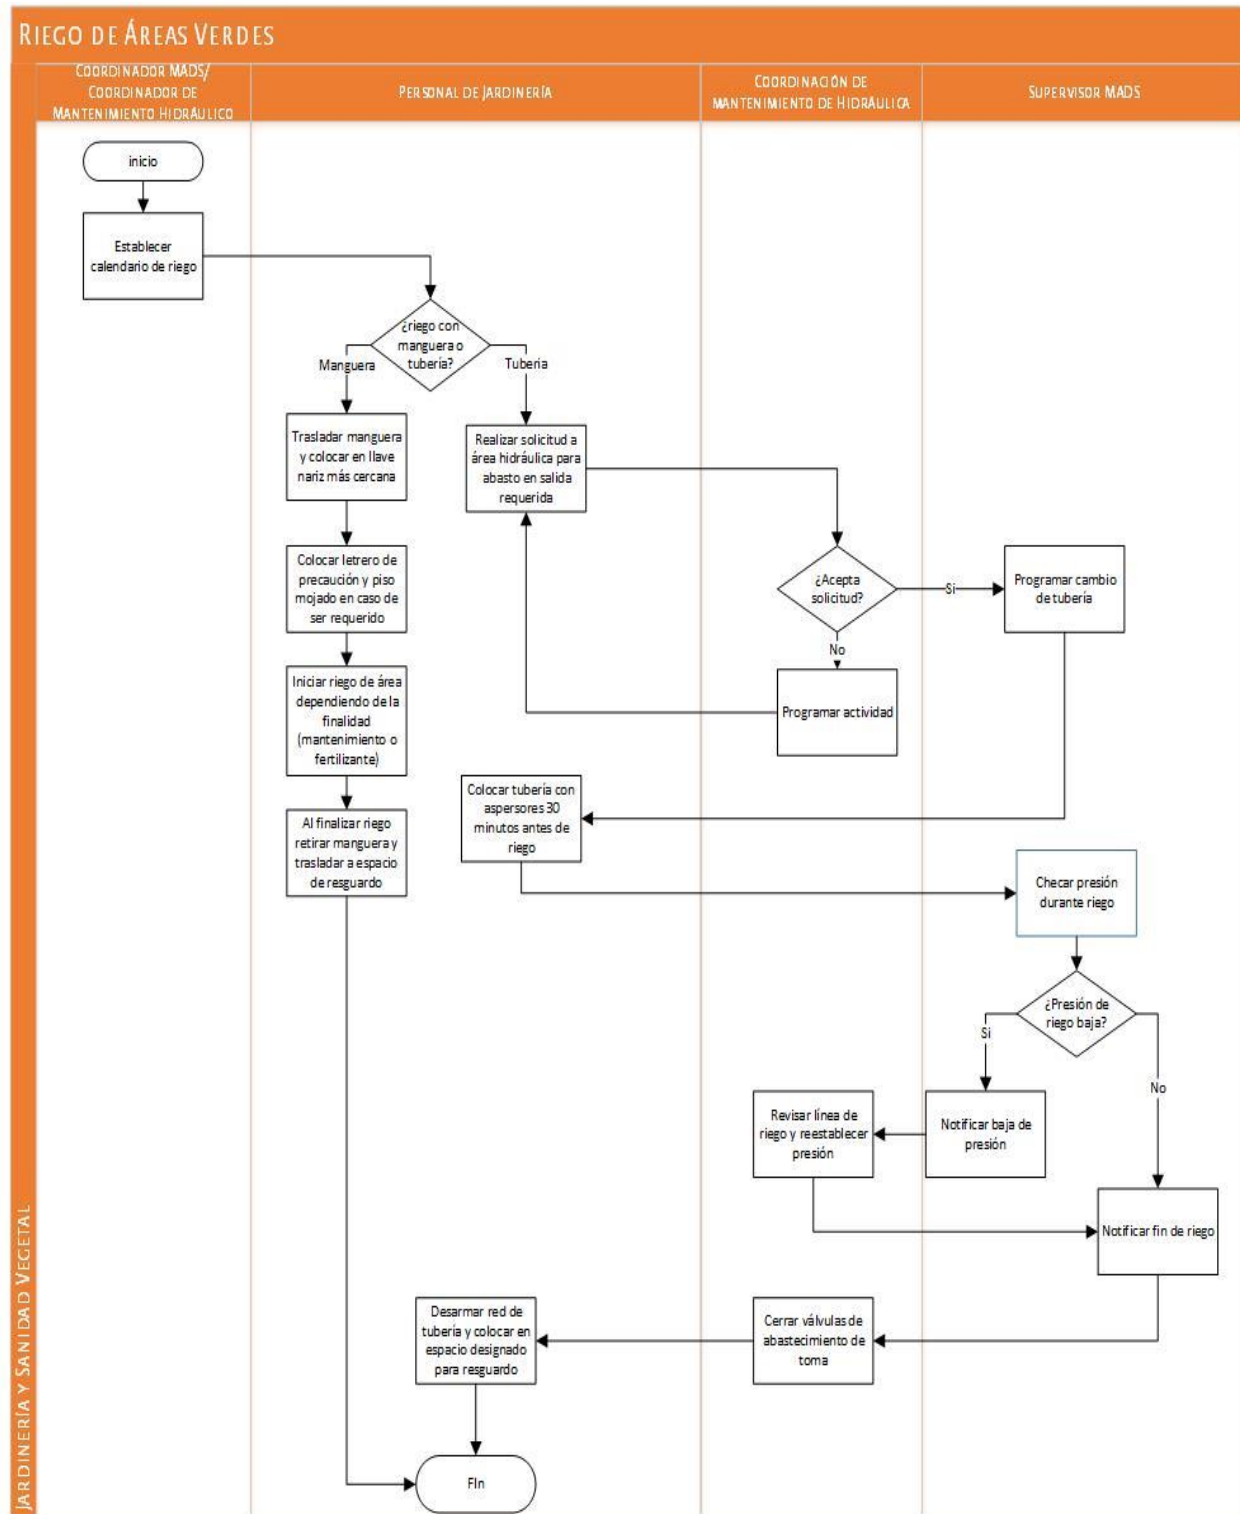 RIEGO DE ÁREAS VERDES
COORDINADOR MADS/
COORDINADOR DE
MANTENIMIENTO HIDRÁULICO
PERSONAL DE JARDINERÍA
COORDINACIÓN DE
MANTENIMIENTO DE HIDRÁULICA
SUPERVISOR MADS
inicio
Establecer
calendario de riego
¿riego con
manguera o
tubería?
Manguera
Tuberia
Trasladar manguera
y colocar en llave
nariz más cercana
Realizar solicitud a
área hidráulica para
abasto en salida
requerida
Colocar letrero de
precaución y piso
mojado en caso de
ser requerido
¿Acepta
solicitud?
Si
Programar cambio
de tubería
No
Iniciar riego de área
dependiendo de la
finalidad
(mantenimiento o
fertilizante)
Programar actividad
Colocar tubería con
aspersores 30
minutos antes de
riego
Al finalizar riego
retirar manguera y
trasladar a espacio
de resguardo
Checar presión
durante riego
¿Presión de
riego baja?
Si
No
Revisar línea de
riego y reestablecer
presión
Notificar baja de
presión
Notificar fin de riego
Desarmar red de
tubería y colocar en
espacio designado
para resguardo
Cerrar válvulas de
abastecimiento de
toma
FIn
JARDINERÍA Y SANIDAD VEGETAL